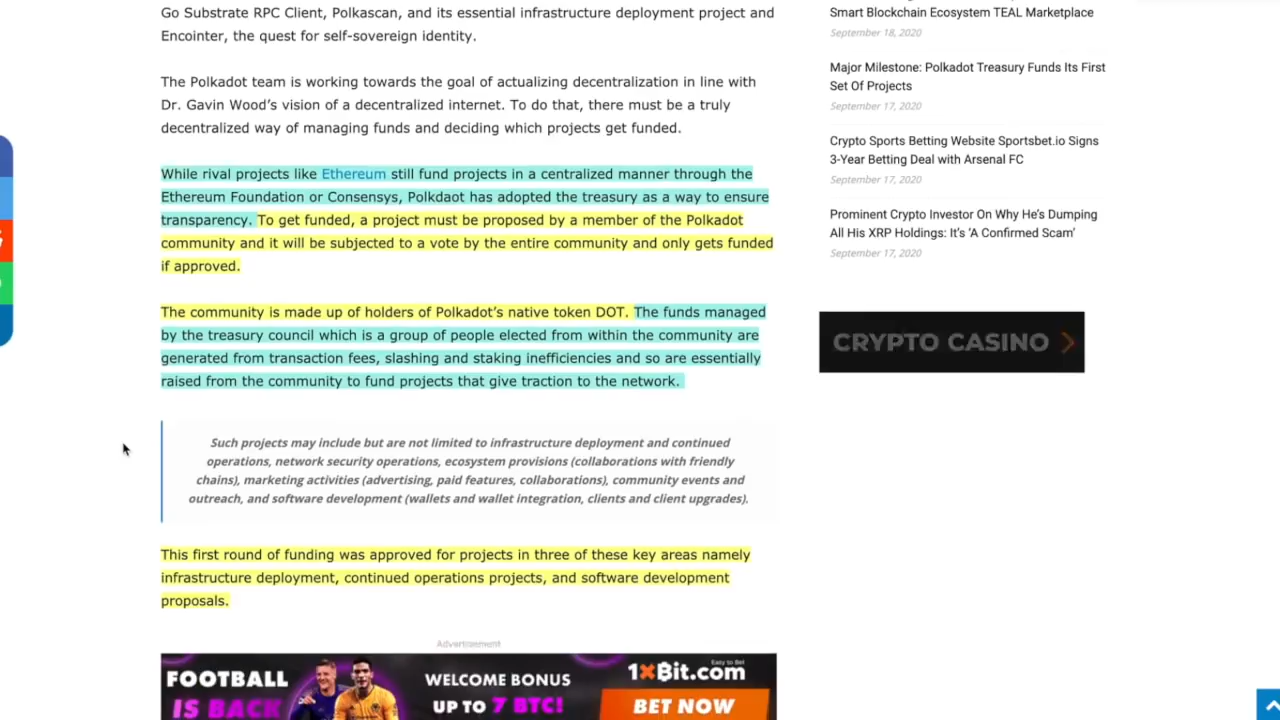 Go Substrate RPC Client, Polkascan, and its essential infrastructure deployment project and
Encointer, the quest for self-sovereign identity.
The Polkadot team is working towards the goal of actualizing decentralization in line with
Dr. Gavin Wood's vision of a decentralized internet. To do that, there must be a truly
decentralized way of managing funds and deciding which projects get funded.
While rival projects like Ethereum still fund projects in a centralized manner through the
Ethereum Foundation or Consensys, Polkdaot has adopted the treasury as a way to ensure
transparency. To get funded, a project must be proposed by a member of the Polkadot
community and it will be subjected to a vote by the entire community and only gets funded
if approved.
The community is made up of holders of Polkadot's native token DOT. The funds managed
by the treasury council which is a group of people elected from within the community are
generated from transaction fees, slashing and staking inefficiencies and so are essentially
raised from the community to fund projects that give traction to the network.
Such projects may include but are not limited to infrastructure deployment and continued
operations, network security operations, ecosystem provisions (collaborations with friendly
chains), marketing activities (advertising, paid features, collaborations), community events and
outreach, and software development (wallets and wallet integration, clients and client upgrades).
This first round of funding was approved for projects in three of these key areas namely
infrastructure deployment, continued operations projects, and software development
proposals.
Advertisement
FOOTBALL
IS BACK
WELCOME BONUS
UP TO 7 BTC!
Easy to Bet
1xBit.com
BET NOW
Smart Blockchain Ecosystem TEAL Marketplace
September 18, 2020
Major Milestone: Polkadot Treasury Funds Its First
Set Of Projects
September 17, 2020
Crypto Sports Betting Website Sportsbet.io Signs
3-Year Betting Deal with Arsenal FC
September 17, 2020
Prominent Crypto Investor On Why He's Dumping
All His XRP Holdings: It's 'A Confirmed Scam'
September 17, 2020
CRYPTO CASINO